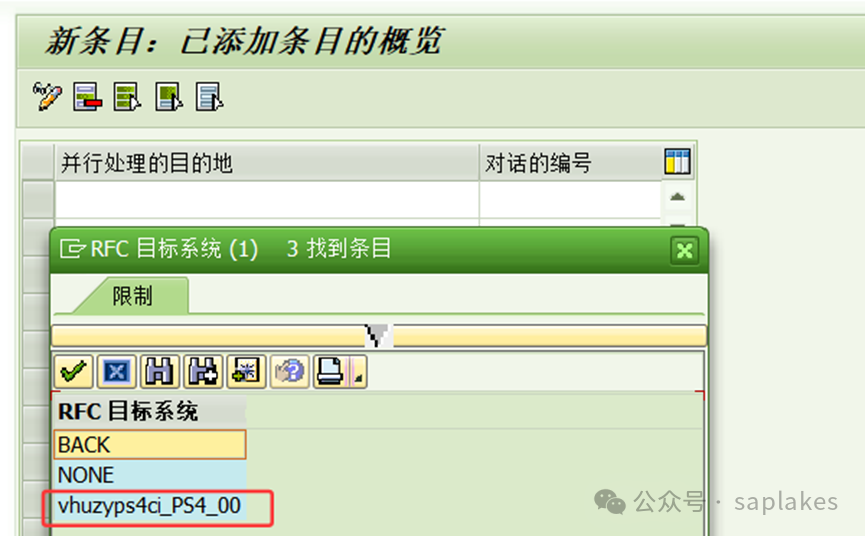 新条目：已添加条目的概览
并行处理的目的地 对话的编号
RFC 目标系统 (1) 3 找到条目
限制
RFC 目标系统
BACK
NONE
vhuzyps4ci_PS4_00
公众号 · saplakes